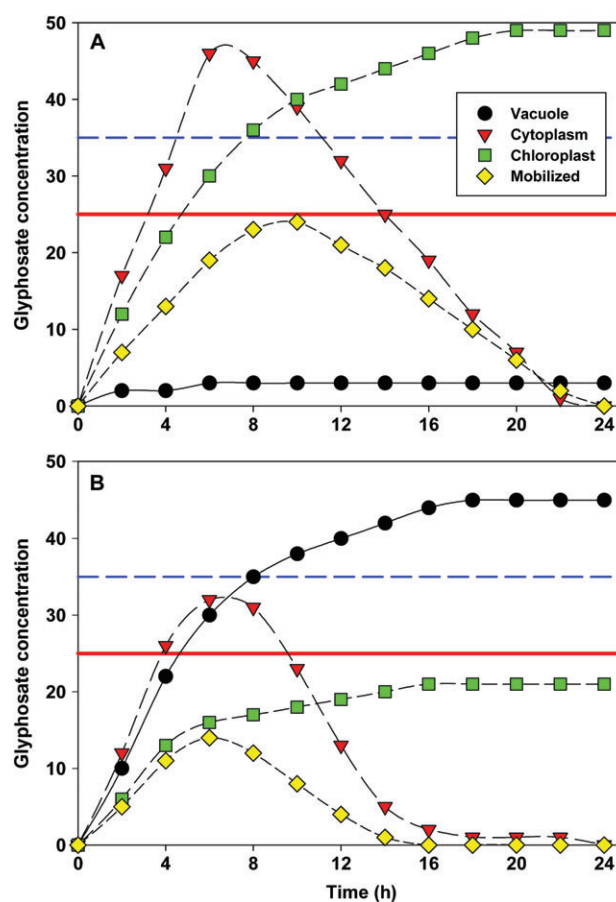 A
50
40
30
20
10
0
Glyphosate concentration
Vacuole
Cytoplasm
Chloroplast
Mobilized
0 4 8 12 16 20 24
B
50
40
30
20
10
0
Glyphosate concentration
0 4 8 12 16 20 24
Time (h)